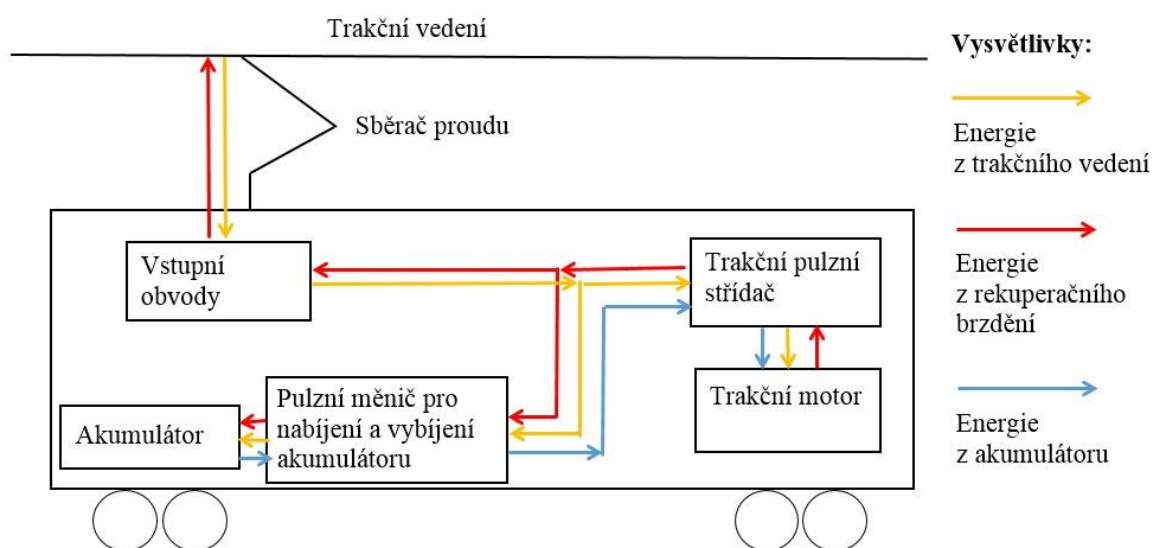 Trakční vedení
Sběrač proudu
Vstupní
obvody
Trakční pulzní
střídač
Trakční motor
Pulzní měnič pro
nabíjení a vybíjení
akumulátoru
Akumulátor
Vysvětlivky:
Energie
z trakčního vedení
Energie
z rekuperačního
brzdění
Energie
z akumulátoru